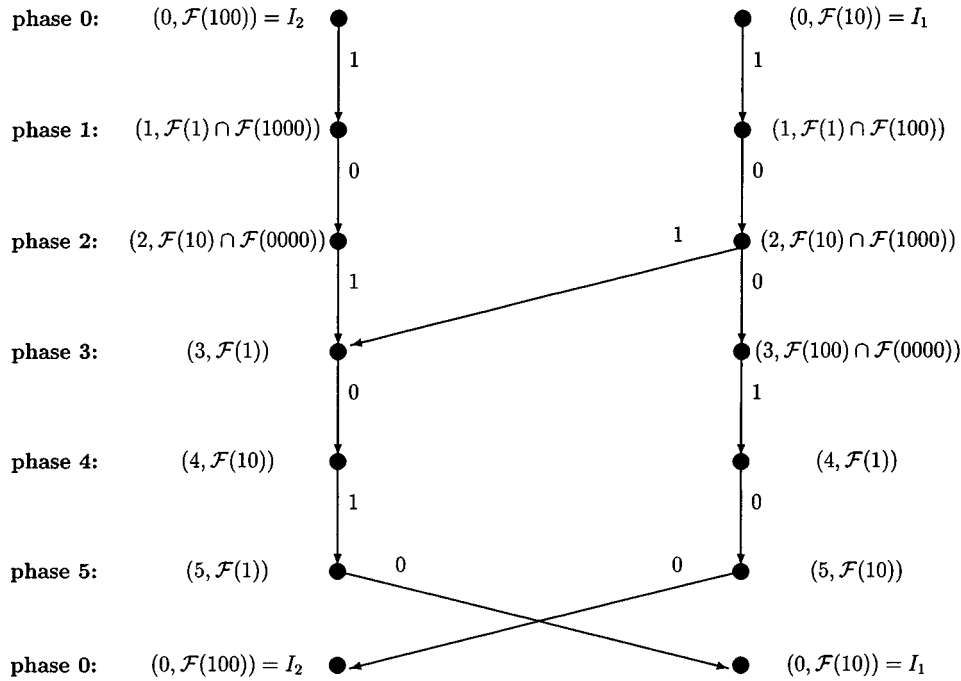 phase 0: (0, 𝓕(100)) = I₂ (0, 𝓕(10)) = I₁
1 1
phase 1: (1, 𝓕(1) ∩ 𝓕(1000)) (1, 𝓕(1) ∩ 𝓕(100))
0 0
phase 2: (2, 𝓕(10) ∩ 𝓕(0000)) 1 (2, 𝓕(10) ∩ 𝓕(1000))
1 0
phase 3: (3, 𝓕(1)) (3, 𝓕(100) ∩ 𝓕(0000))
0 1
phase 4: (4, 𝓕(10)) (4, 𝓕(1))
1 0
phase 5: (5, 𝓕(1)) 0 0 (5, 𝓕(10))
phase 0: (0, 𝓕(100)) = I₂ (0, 𝓕(10)) = I₁